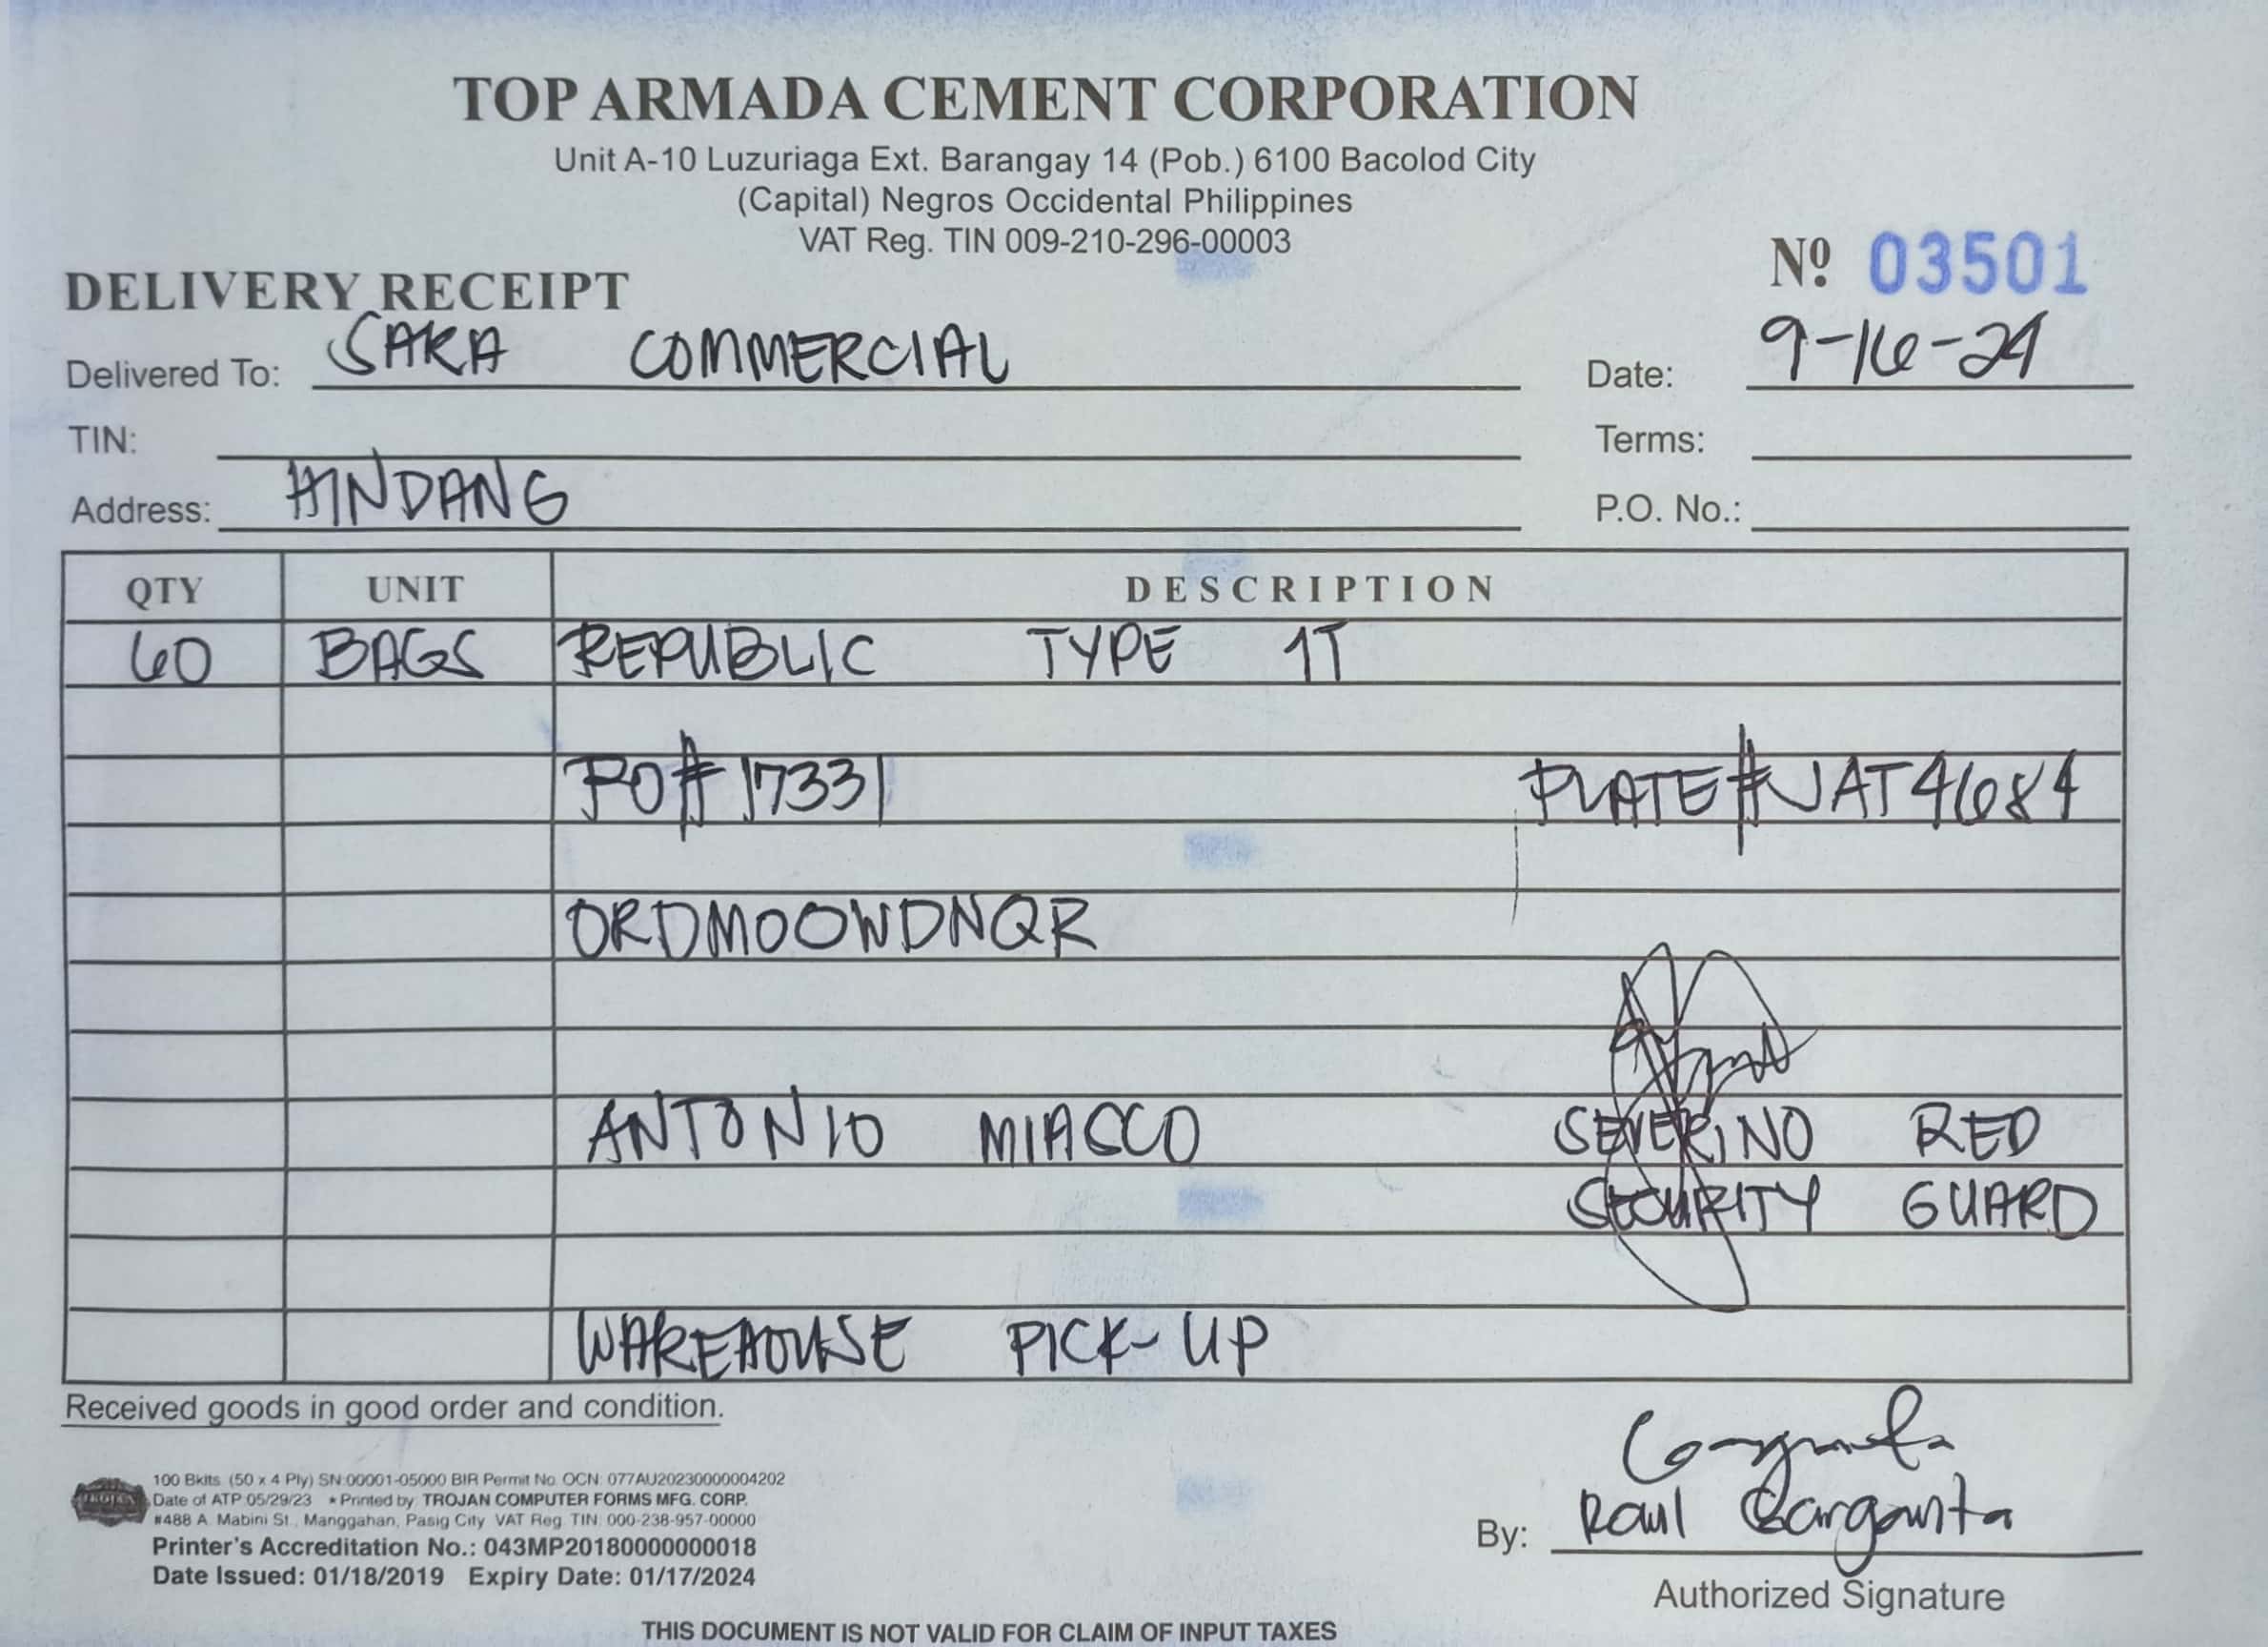 TOP ARMADA CEMENT CORPORATION
Unit A-10 Luzuriaga Ext. Barangay 14 (Pob.) 6100 Bacolod City
(Capital) Negros Occidental Philippines
VAT Reg. TIN 009-210-296-00003
Nº 03501
DELIVERY RECEIPT
Delivered To: SAKA COMMERCIAL Date: 9-16-24
TIN: Terms:
Address: HINDANG P.O. No.:
QTY UNIT DESCRIPTION
60 BAGS REPUBLIC TYPE 1T
PO# 17331 PLATE# JAT4684
ORDMOOWDNQR
ANTONIO MIASCO SEVERINO RED
SECURITY GUARD
WAREHOUSE PICK-UP
Received goods in good order and condition.
100 Bklts. (50 x 4 Ply) SN:00001-05000 BIR Permit No. OCN: 077AU20230000004202
Date of ATP 05/29/23 * Printed by: TROJAN COMPUTER FORMS MFG. CORP.
#488 A. Mabini St., Manggahan, Pasig City VAT Reg. TIN: 000-238-957-00000
Printer's Accreditation No.: 043MP20180000000018
Date Issued: 01/18/2019 Expiry Date: 01/17/2024
By: Raul Garganta
Authorized Signature
THIS DOCUMENT IS NOT VALID FOR CLAIM OF INPUT TAXES